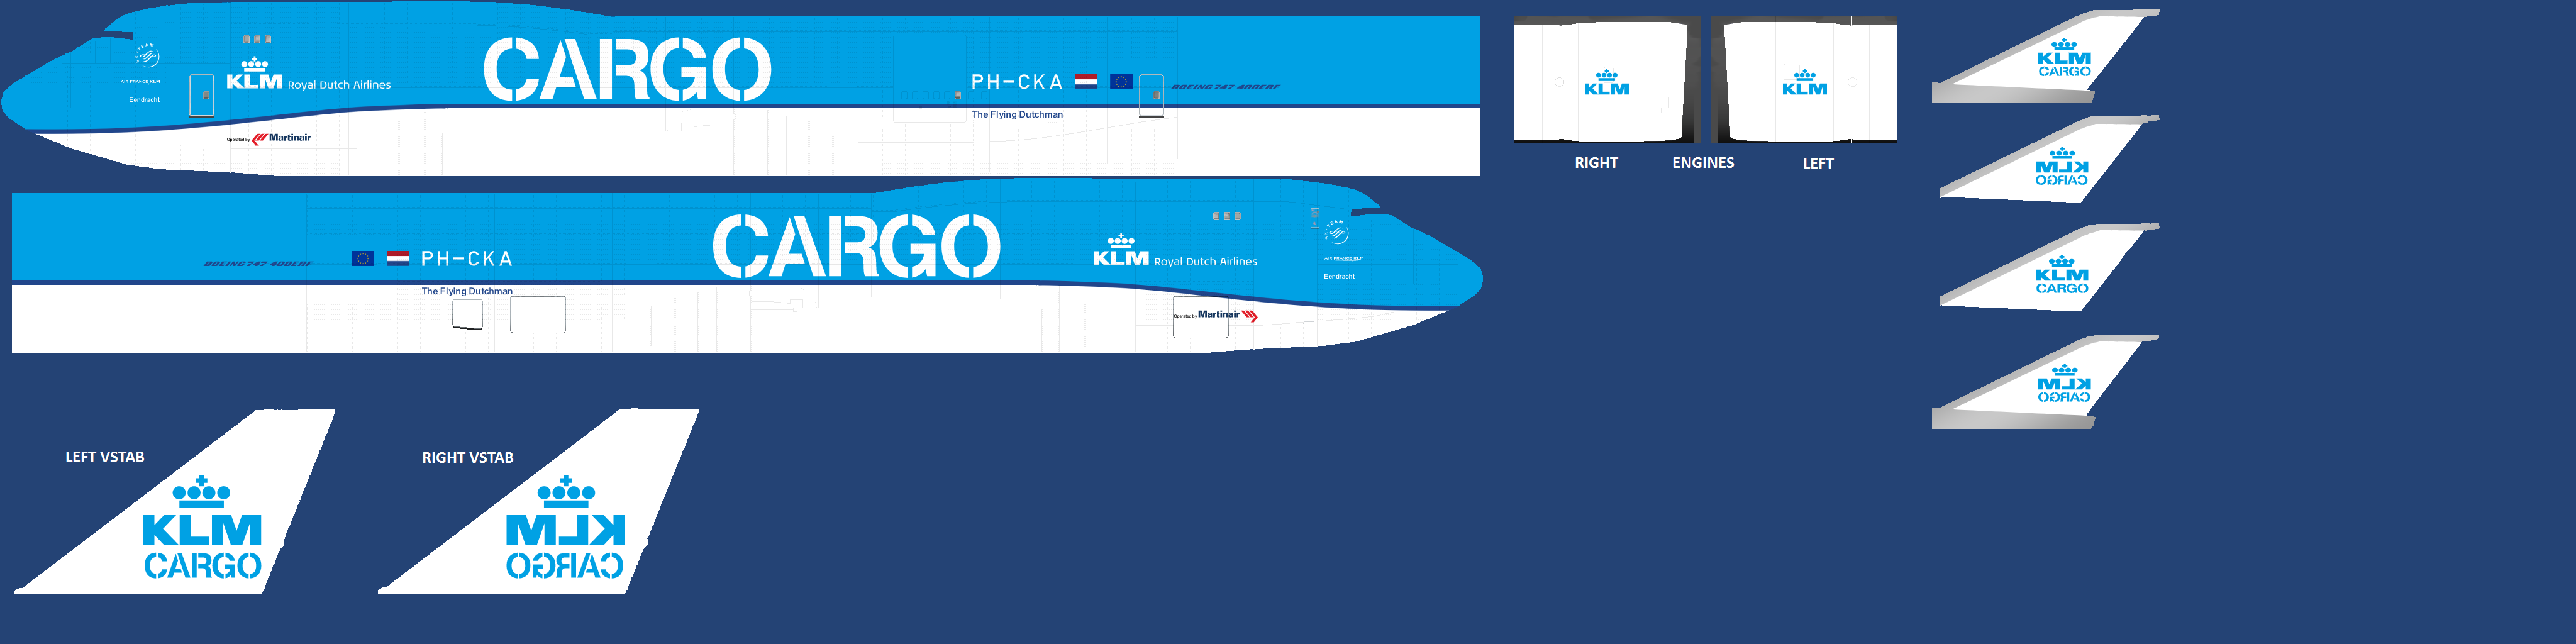 SKYTEAM
AIR FRANCE KLM
Eendracht
KLM Royal Dutch Airlines
CARGO
PH-CKA
BOEING 747-400ERF
The Flying Dutchman
Operated by Martinair
KLM
KLM
RIGHT ENGINES LEFT
KLM
CARGO
KLM
CARGO
KLM
CARGO
KLM
CARGO
BOEING 747-400ERF
PH-CKA
The Flying Dutchman
CARGO
KLM Royal Dutch Airlines
SKYTEAM
AIR FRANCE KLM
Eendracht
Operated by Martinair
LEFT VSTAB
KLM
CARGO
RIGHT VSTAB
KLM
CARGO